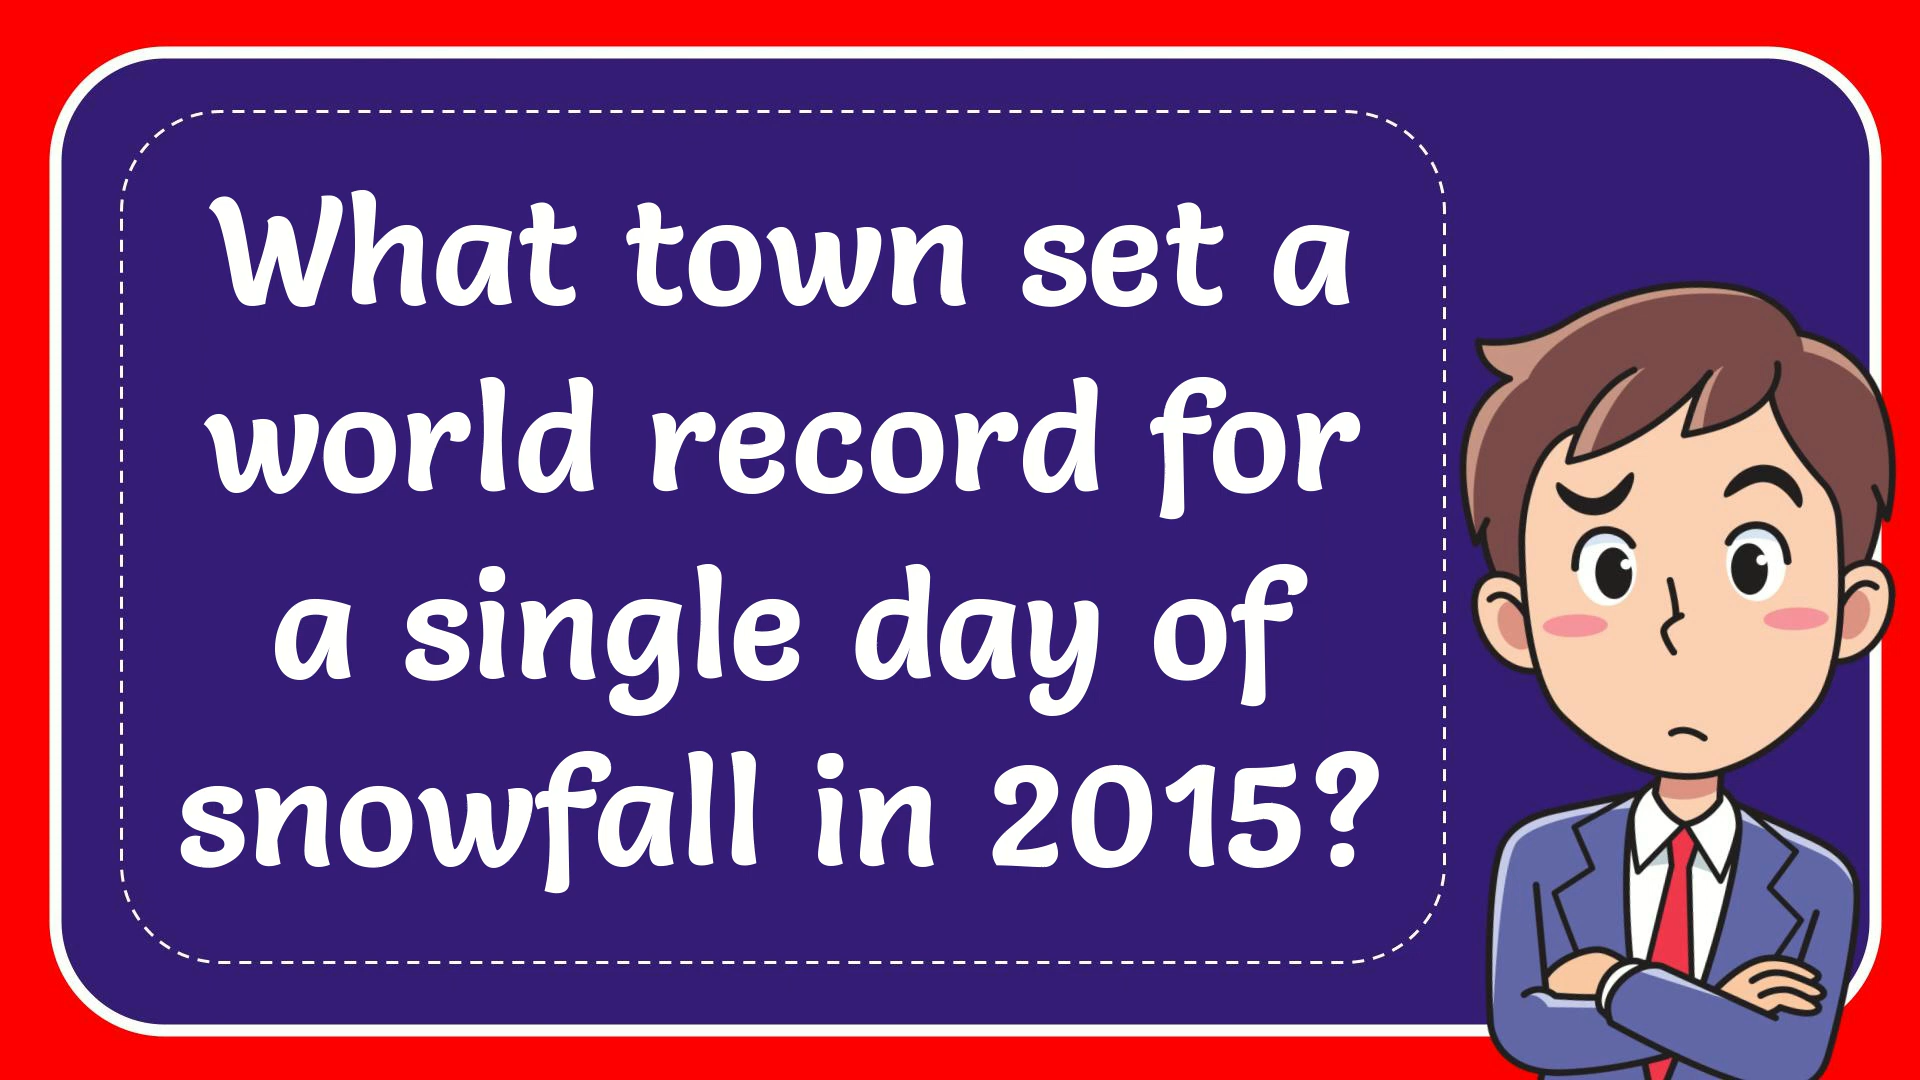 What town set a
world record for
a single day of
snowfall in 2015?